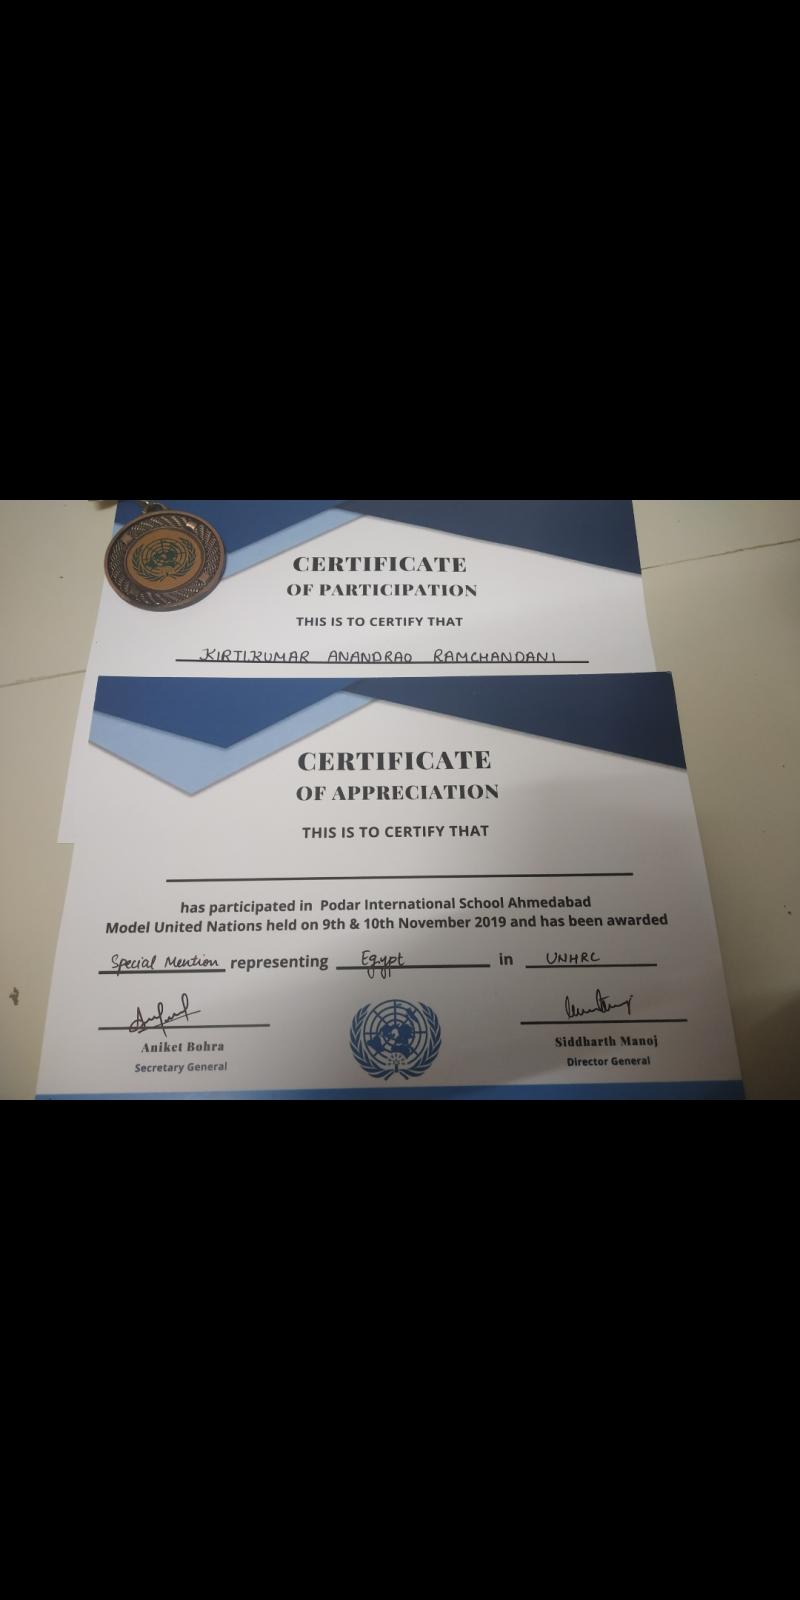 CERTIFICATE
OF PARTICIPATION
THIS IS TO CERTIFY THAT
KIRTIKUMAR ANANDRAO RAMCHANDANI
CERTIFICATE
OF APPRECIATION
THIS IS TO CERTIFY THAT
has participated in Podar International School Ahmedabad
Model United Nations held on 9th & 10th November 2019 and has been awarded
Special Mention representing Egypt in UNHRC
Aniket Bohra
Secretary General
Siddharth Manoj
Director General